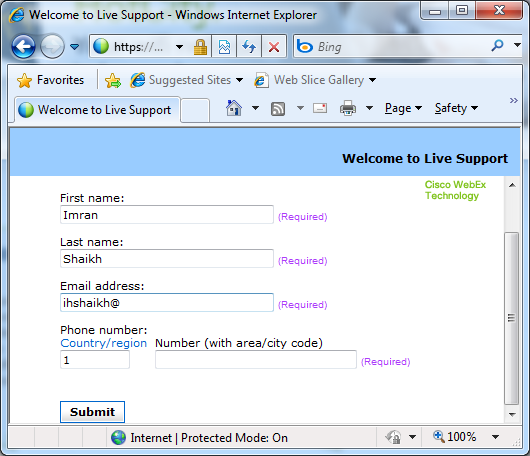 Welcome to Live Support - Windows Internet Explorer
https://...
Bing
Favorites Suggested Sites Web Slice Gallery
Welcome to Live Support
Page Safety
Welcome to Live Support
Cisco WebEx
Technology
First name:
Imran (Required)
Last name:
Shaikh (Required)
Email address:
ihshaikh@ (Required)
Phone number:
Country/region Number (with area/city code)
1 (Required)
Submit
Internet | Protected Mode: On 100%